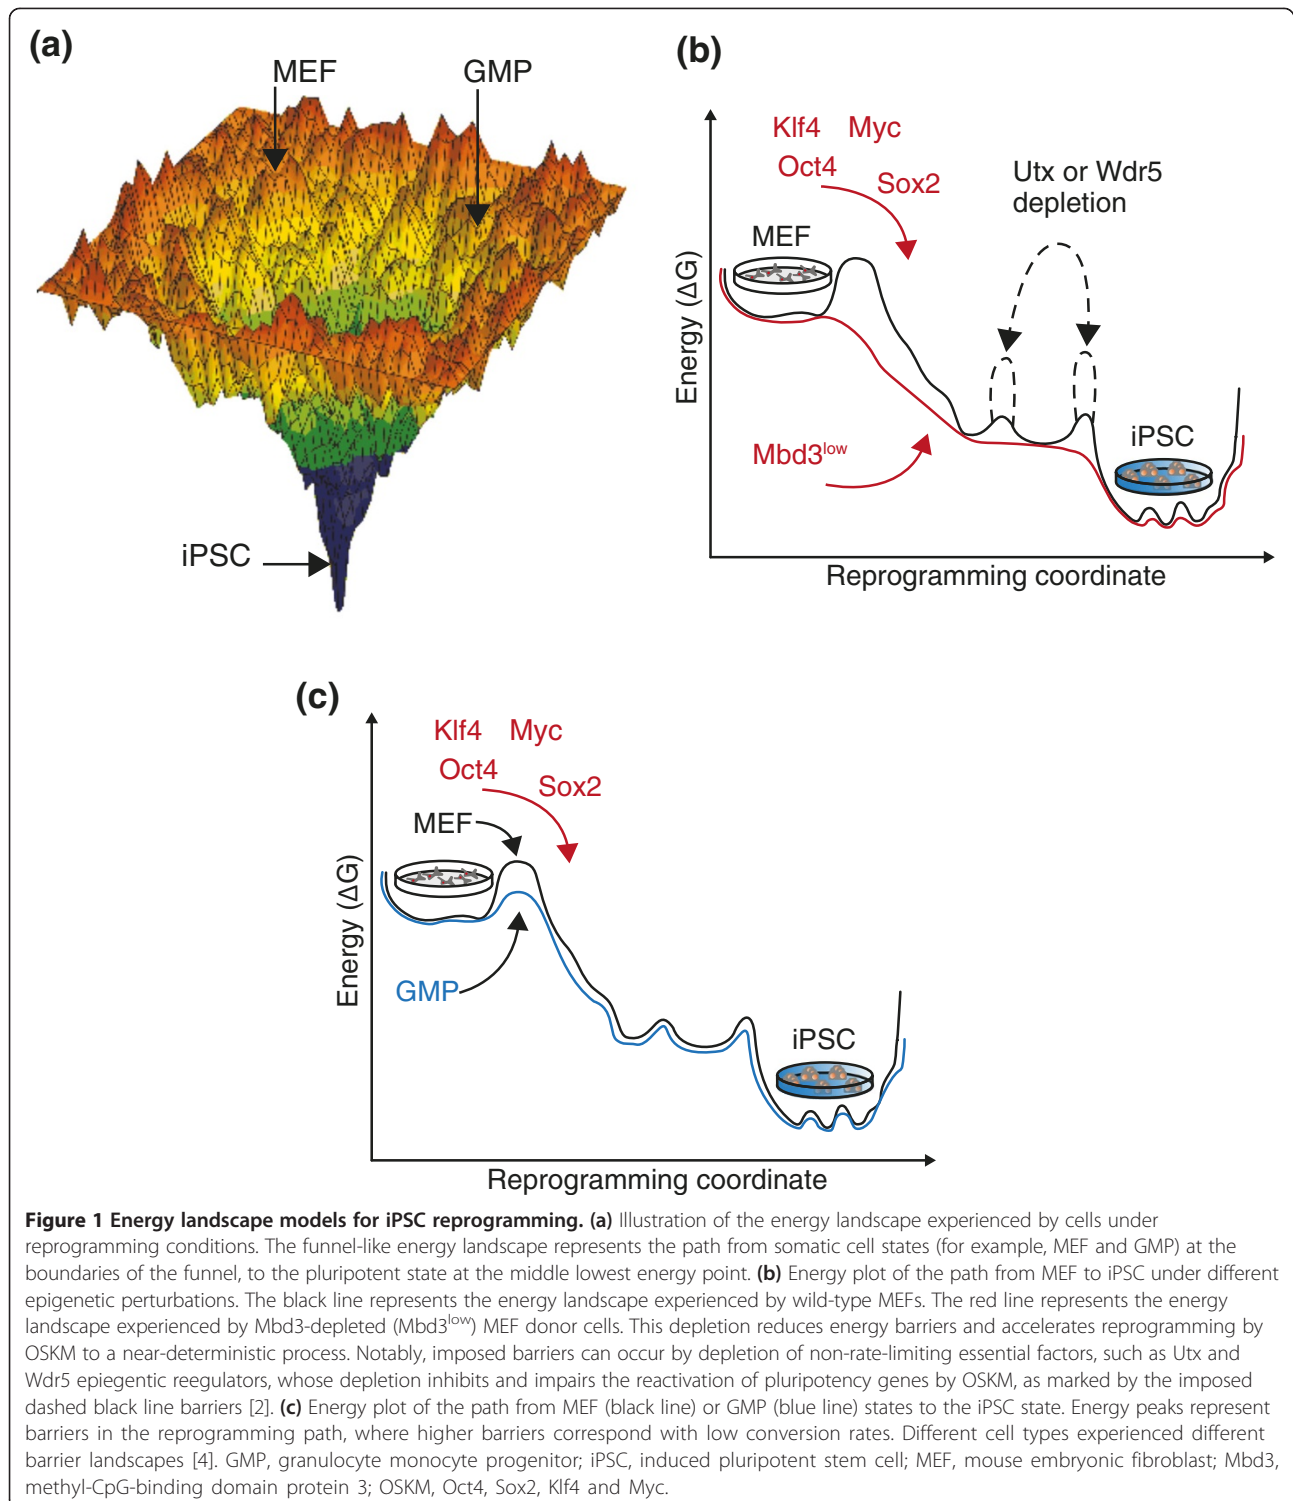 (a)
MEF
GMP
iPSC
(b)
Klf4 Myc
Oct4
Sox2
Utx or Wdr5
depletion
MEF
Energy (ΔG)
Mbd3low
iPSC
Reprogramming coordinate
(c)
Klf4 Myc
Oct4
Sox2
MEF
Energy (ΔG)
GMP
iPSC
Reprogramming coordinate
Figure 1 Energy landscape models for iPSC reprogramming. (a) Illustration of the energy landscape experienced by cells under
reprogramming conditions. The funnel-like energy landscape represents the path from somatic cell states (for example, MEF and GMP) at the
boundaries of the funnel, to the pluripotent state at the middle lowest energy point. (b) Energy plot of the path from MEF to iPSC under different
epigenetic perturbations. The black line represents the energy landscape experienced by wild-type MEFs. The red line represents the energy
landscape experienced by Mbd3-depleted (Mbd3low) MEF donor cells. This depletion reduces energy barriers and accelerates reprogramming by
OSKM to a near-deterministic process. Notably, imposed barriers can occur by depletion of non-rate-limiting essential factors, such as Utx and
Wdr5 epiegentic reegulators, whose depletion inhibits and impairs the reactivation of pluripotency genes by OSKM, as marked by the imposed
dashed black line barriers [2]. (c) Energy plot of the path from MEF (black line) or GMP (blue line) states to the iPSC state. Energy peaks represent
barriers in the reprogramming path, where higher barriers correspond with low conversion rates. Different cell types experienced different
barrier landscapes [4]. GMP, granulocyte monocyte progenitor; iPSC, induced pluripotent stem cell; MEF, mouse embryonic fibroblast; Mbd3,
methyl-CpG-binding domain protein 3; OSKM, Oct4, Sox2, Klf4 and Myc.